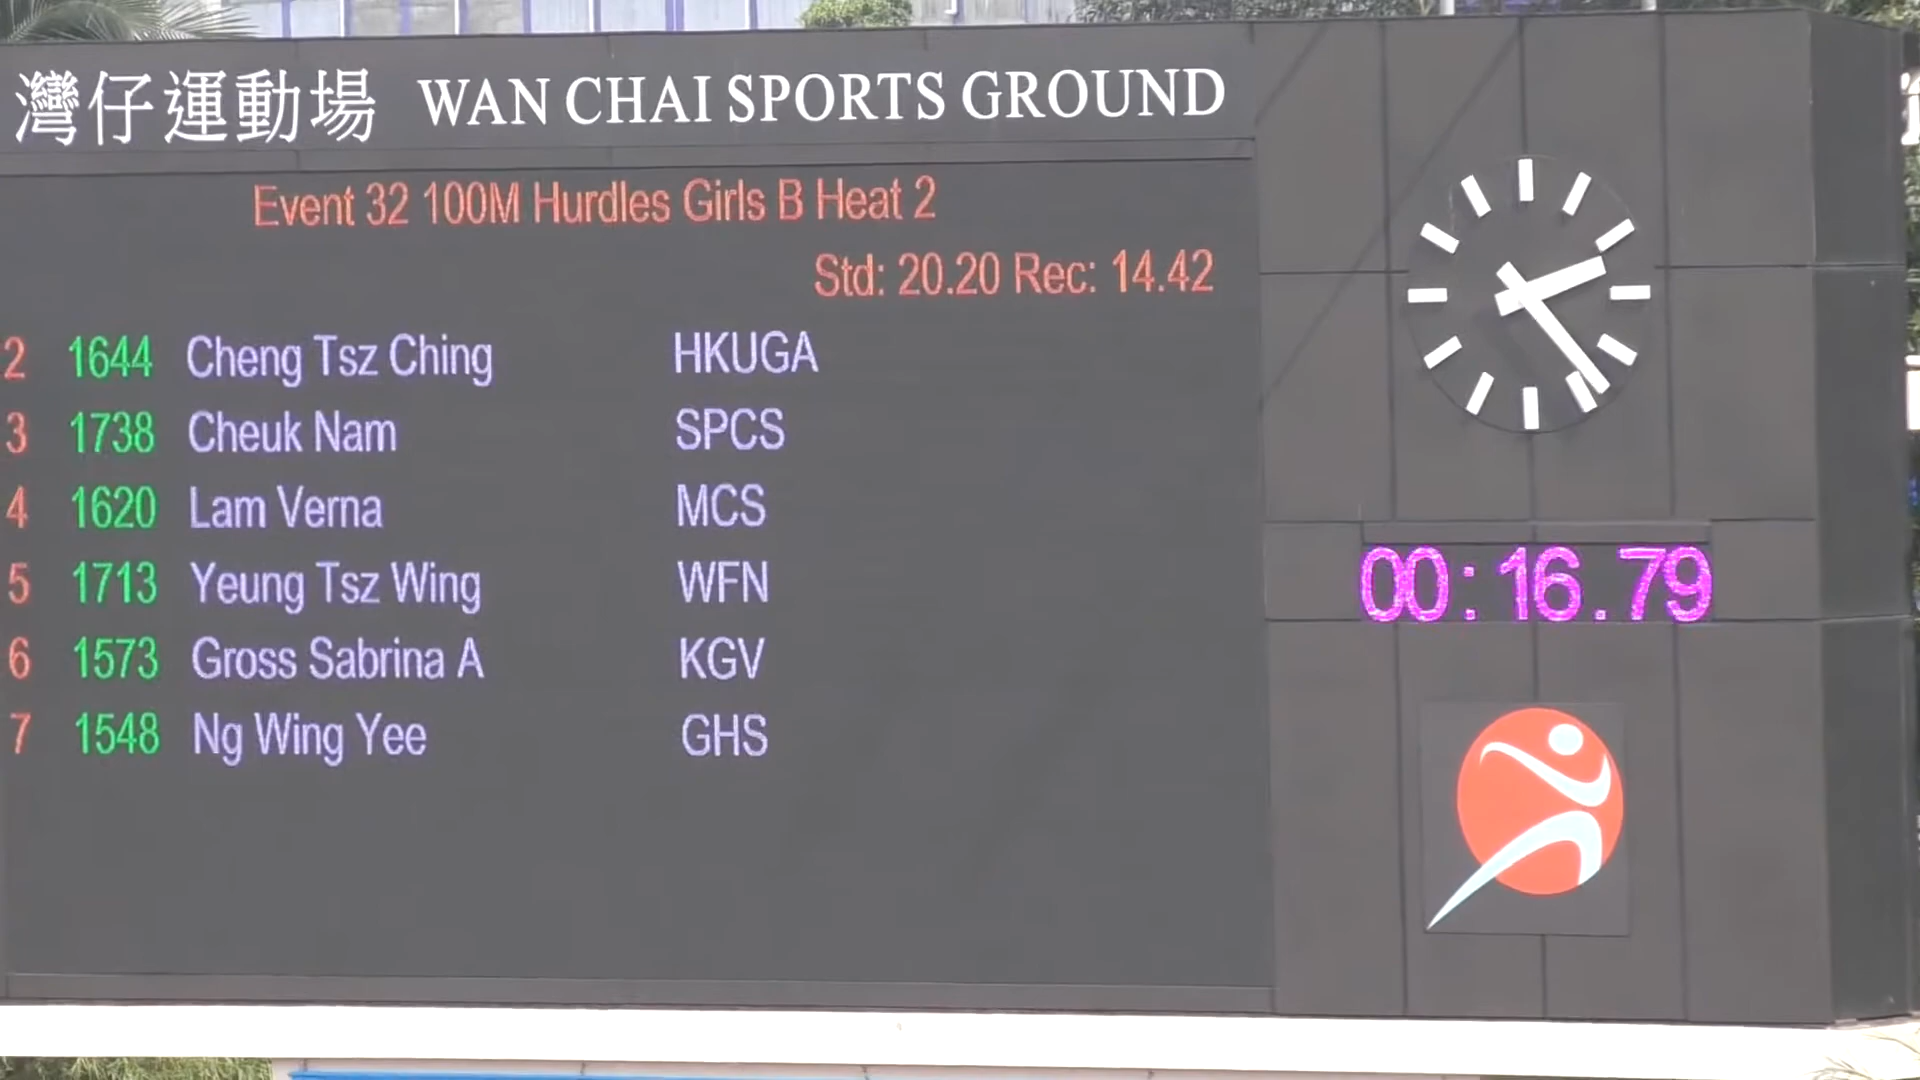 灣仔運動場 WAN CHAI SPORTS GROUND
Event 32 100M Hurdles Girls B Heat 2
Std: 20.20 Rec: 14.42
2 1644 Cheng Tsz Ching HKUGA
3 1738 Cheuk Nam SPCS
4 1620 Lam Verna MCS
5 1713 Yeung Tsz Wing WFN
6 1573 Gross Sabrina A KGV
7 1548 Ng Wing Yee GHS
00:16.79